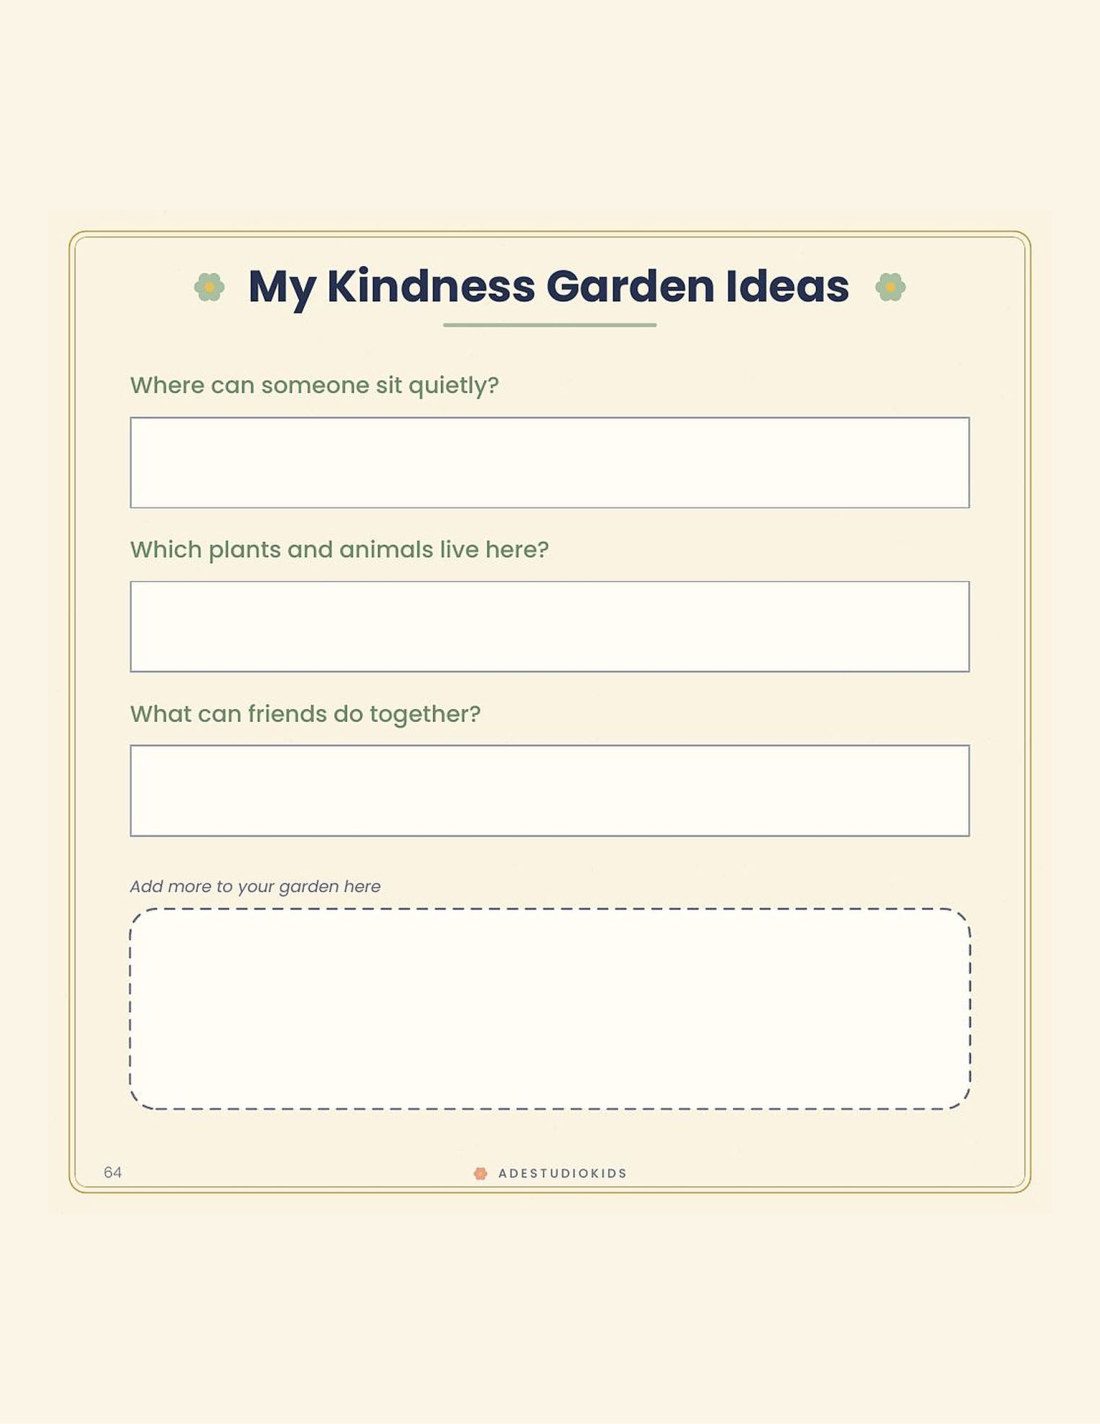 My Kindness Garden Ideas
Where can someone sit quietly?
Which plants and animals live here?
What can friends do together?
Add more to your garden here
64
ADESTUDIOKIDS